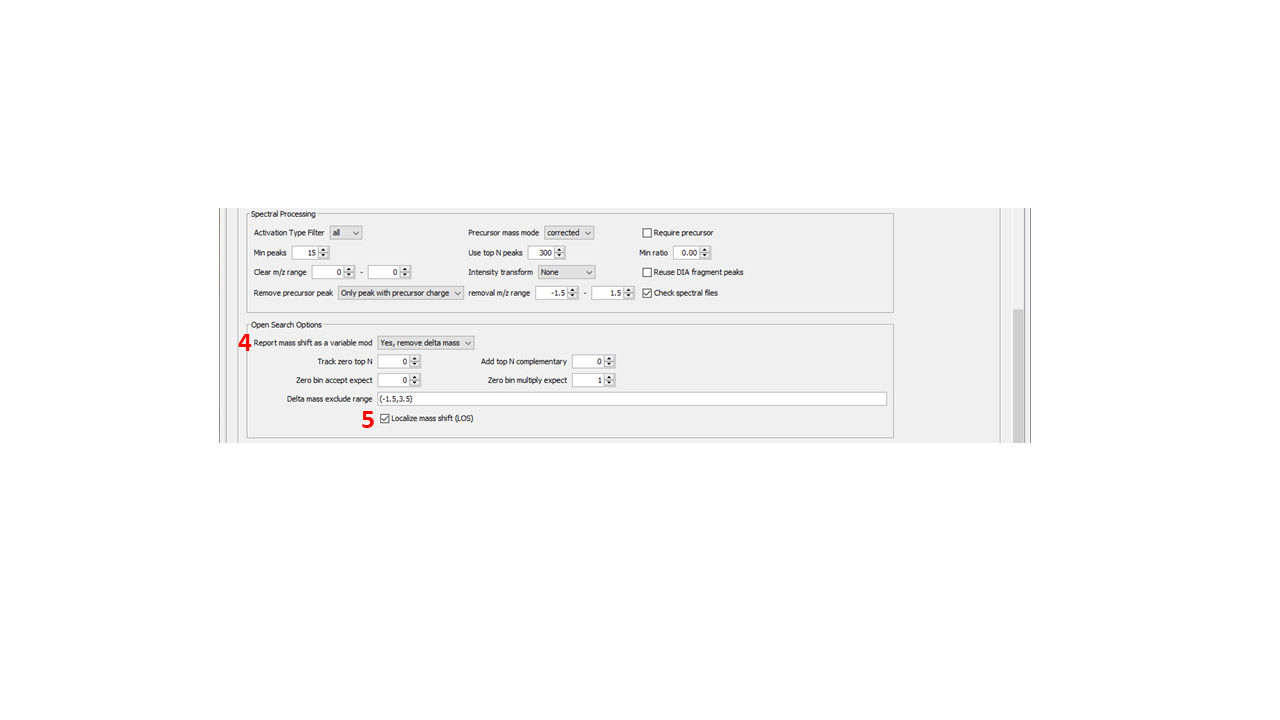 Spectral Processing
Activation Type Filter all Precursor mass mode corrected Require precursor
Min peaks 15 Use top N peaks 300 Min ratio 0.00
Clear m/z range 0 - 0 Intensity transform None Reuse DIA fragment peaks
Remove precursor peak Only peak with precursor charge removal m/z range -1.5 - 1.5 Check spectral files
Open Search Options
4 Report mass shift as a variable mod Yes, remove delta mass
Track zero top N 0 Add top N complementary 0
Zero bin accept expect 0 Zero bin multiply expect 1
Delta mass exclude range (-1.5,3.5)
5 Localize mass shift (LOS)